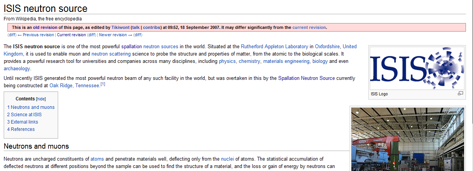 ISIS neutron source
From Wikipedia, the free encyclopedia
This is an old revision of this page, as edited by Tikiwont (talk | contribs) at 09:52, 18 September 2007. It may differ significantly from the current revision.
(diff) ← Previous revision | Current revision (diff) | Newer revision → (diff)
The ISIS neutron source is one of the most powerful spallation neutron sources in the world. Situated at the Rutherford Appleton Laboratory in Oxfordshire, United
Kingdom, it is used to enable muon and neutron scattering science to probe the structure and properties of matter, from the atomic to the biological scale. It
provides a powerful research tool for universities and companies across many disciplines, including physics, chemistry, materials engineering, biology and even
archaeology.
Until recently ISIS generated the most powerful neutron beam of any such facility in the world, but was overtaken in this by the Spallation Neutron Source currently
being constructed at Oak Ridge, Tennessee.[1]
ISIS
ISIS Logo
Contents [hide]
1 Neutrons and muons
2 Science at ISIS
3 External links
4 References
Neutrons and muons
Neutrons are uncharged constituents of atoms and penetrate materials well, deflecting only from the nuclei of atoms. The statistical accumulation of
deflected neutrons at different positions beyond the sample can be used to find the structure of a material, and the loss or gain of energy by neutrons can